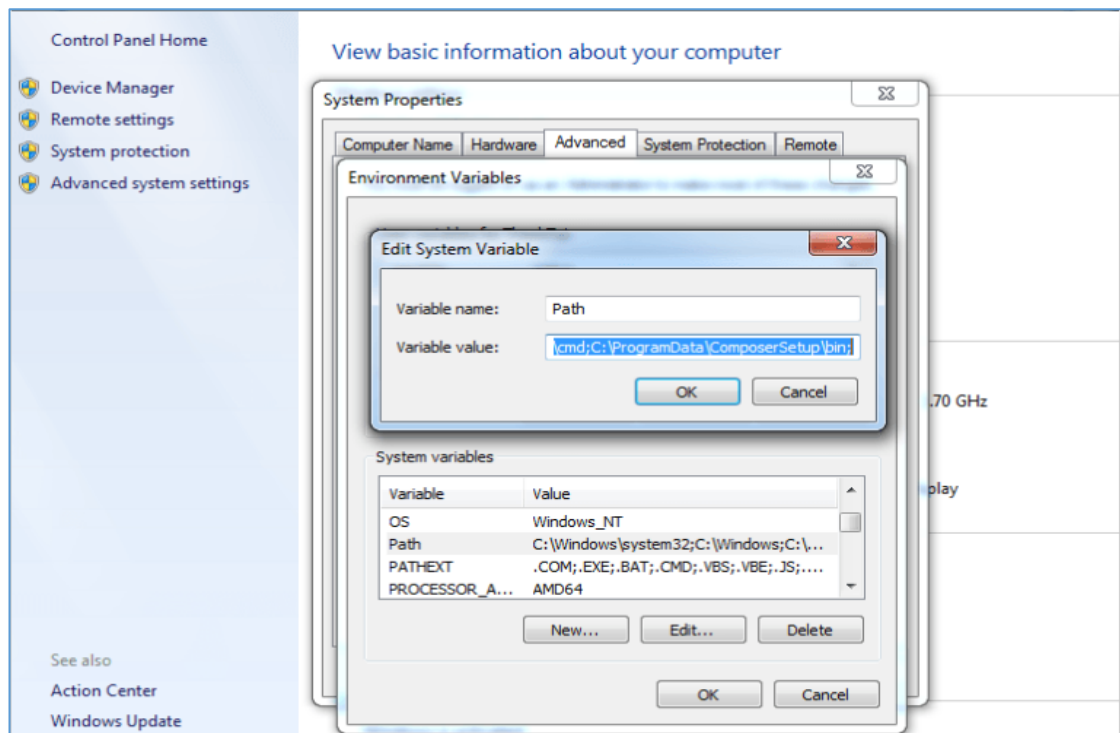 Control Panel Home
Device Manager
Remote settings
System protection
Advanced system settings
See also
Action Center
Windows Update
View basic information about your computer
System Properties
Computer Name Hardware Advanced System Protection Remote
Environment Variables
Edit System Variable
Variable name: Path
Variable value: \cmd;C:\ProgramData\ComposerSetup\bin;
OK Cancel
System variables
Variable Value
OS Windows_NT
Path C:\Windows\system32;C:\Windows;C:\...
PATHEXT .COM;.EXE;.BAT;.CMD;.VBS;.VBE;.JS;....
PROCESSOR_A... AMD64
New... Edit... Delete
OK Cancel
.70 GHz
play